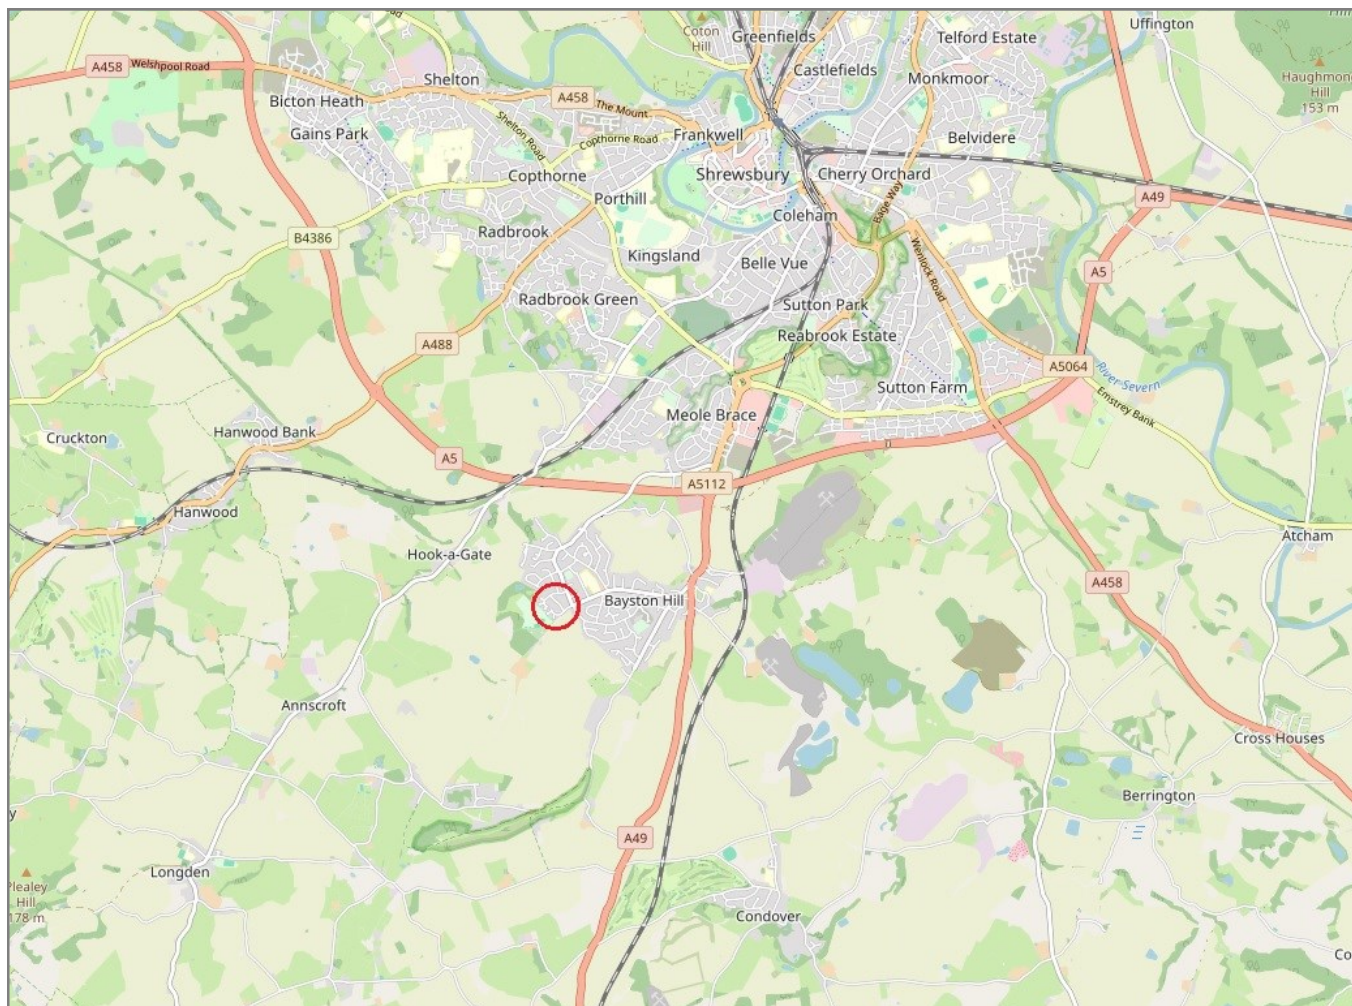 Uffington
Coton
Hill
Greenfields
Telford Estate
A458
Welshpool Road
Shelton
Castlefields
Monkmoor
Haughmond
Hill
153 m
Bicton Heath
A458
The Mount
Gains Park
Shelton Road
Copthorne Road
Frankwell
Belvidere
Copthorne
Shrewsbury
Cherry Orchard
Porthill
Bage Way
A49
Coleham
B4386
Radbrook
Kingsland
Belle Vue
Wenlock Road
A5
Radbrook Green
Sutton Park
A488
Reabrook Estate
A5064
River Severn
Sutton Farm
Emstrey Bank
Meole Brace
Cruckton
Hanwood Bank
A5
A5112
Hanwood
Atcham
Hook-a-Gate
A458
Bayston Hill
Annscroft
Cross Houses
Berrington
A49
Longden
Plealey
Hill
178 m
Condover
Co